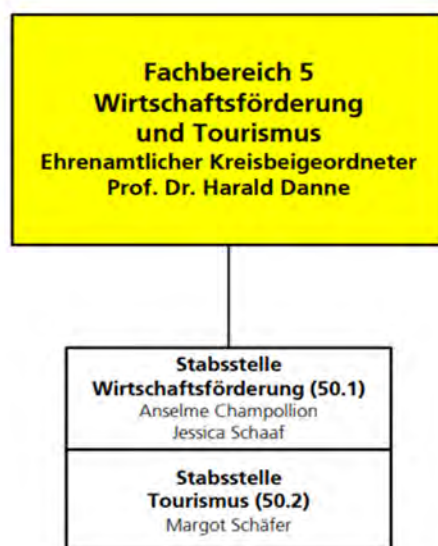 Fachbereich 5
Wirtschaftsförderung
und Tourismus
Ehrenamtlicher Kreisbeigeordneter
Prof. Dr. Harald Danne
Stabsstelle
Wirtschaftsförderung (50.1)
Anselme Champollion
Jessica Schaaf
Stabsstelle
Tourismus (50.2)
Margot Schäfer